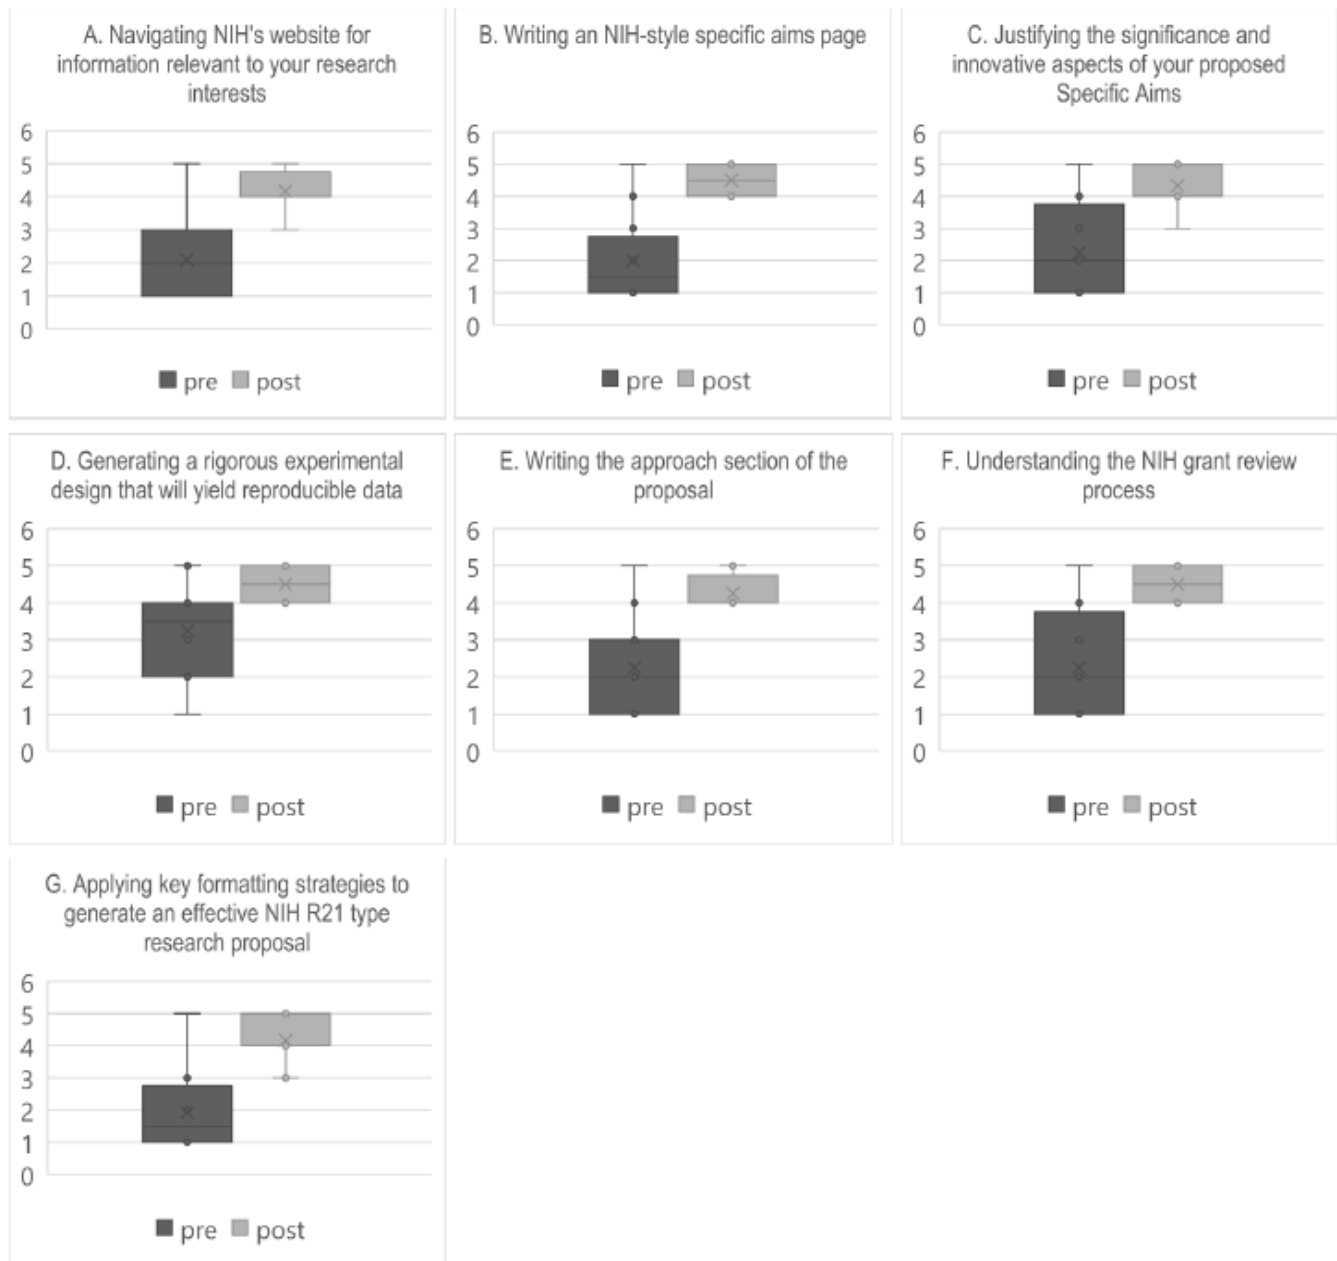 A. Navigating NIH's website for
information relevant to your research
interests
6
5
4
3
2
1
0
pre post
B. Writing an NIH-style specific aims page
6
5
4
3
2
1
0
pre post
C. Justifying the significance and
innovative aspects of your proposed
Specific Aims
6
5
4
3
2
1
0
pre post
D. Generating a rigorous experimental
design that will yield reproducible data
6
5
4
3
2
1
0
pre post
E. Writing the approach section of the
proposal
6
5
4
3
2
1
0
pre post
F. Understanding the NIH grant review
process
6
5
4
3
2
1
0
pre post
G. Applying key formatting strategies to
generate an effective NIH R21 type
research proposal
6
5
4
3
2
1
0
pre post